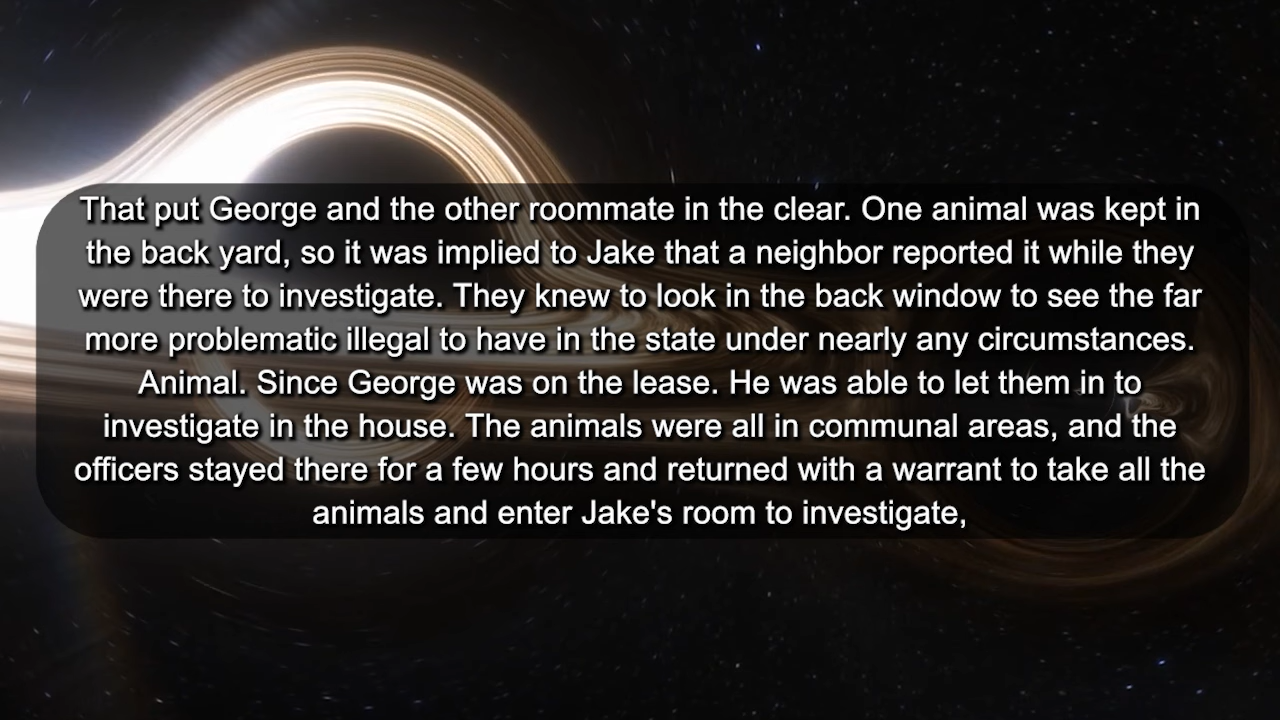 That put George and the other roommate in the clear. One animal was kept in
the back yard, so it was implied to Jake that a neighbor reported it while they
were there to investigate. They knew to look in the back window to see the far
more problematic illegal to have in the state under nearly any circumstances.
Animal. Since George was on the lease. He was able to let them in to
investigate in the house. The animals were all in communal areas, and the
officers stayed there for a few hours and returned with a warrant to take all the
animals and enter Jake's room to investigate,